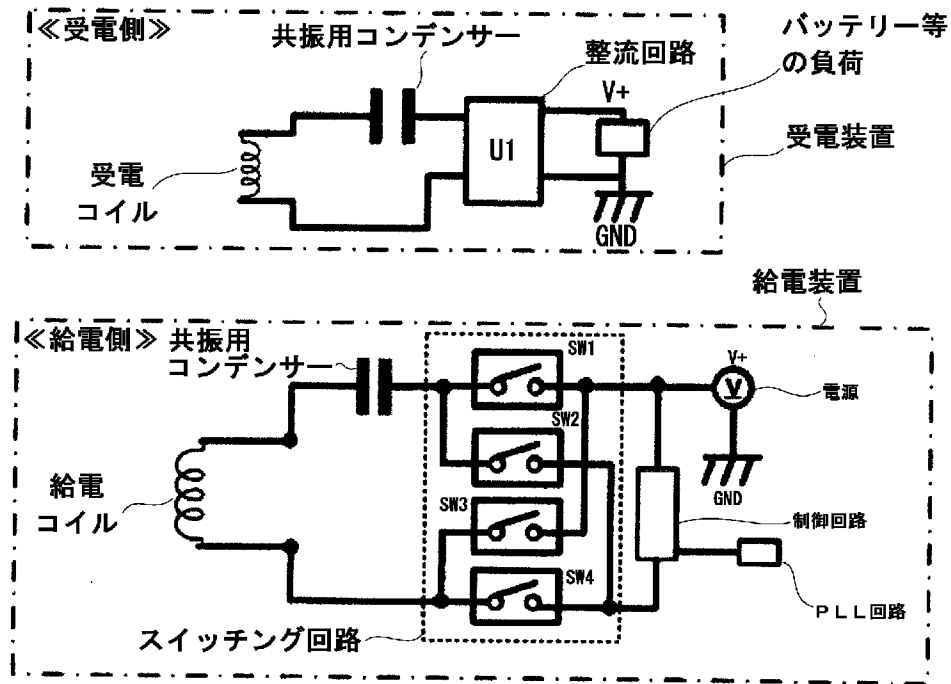 ≪受電側≫
共振用コンデンサー
整流回路
バッテリー等
の負荷
V+
U1
受電装置
受電
コイル
GND
給電装置
≪給電側≫
共振用
コンデンサー
SW1
V+
V
電源
SW2
給電
コイル
SW3
GND
制御回路
SW4
PLL回路
スイッチング回路